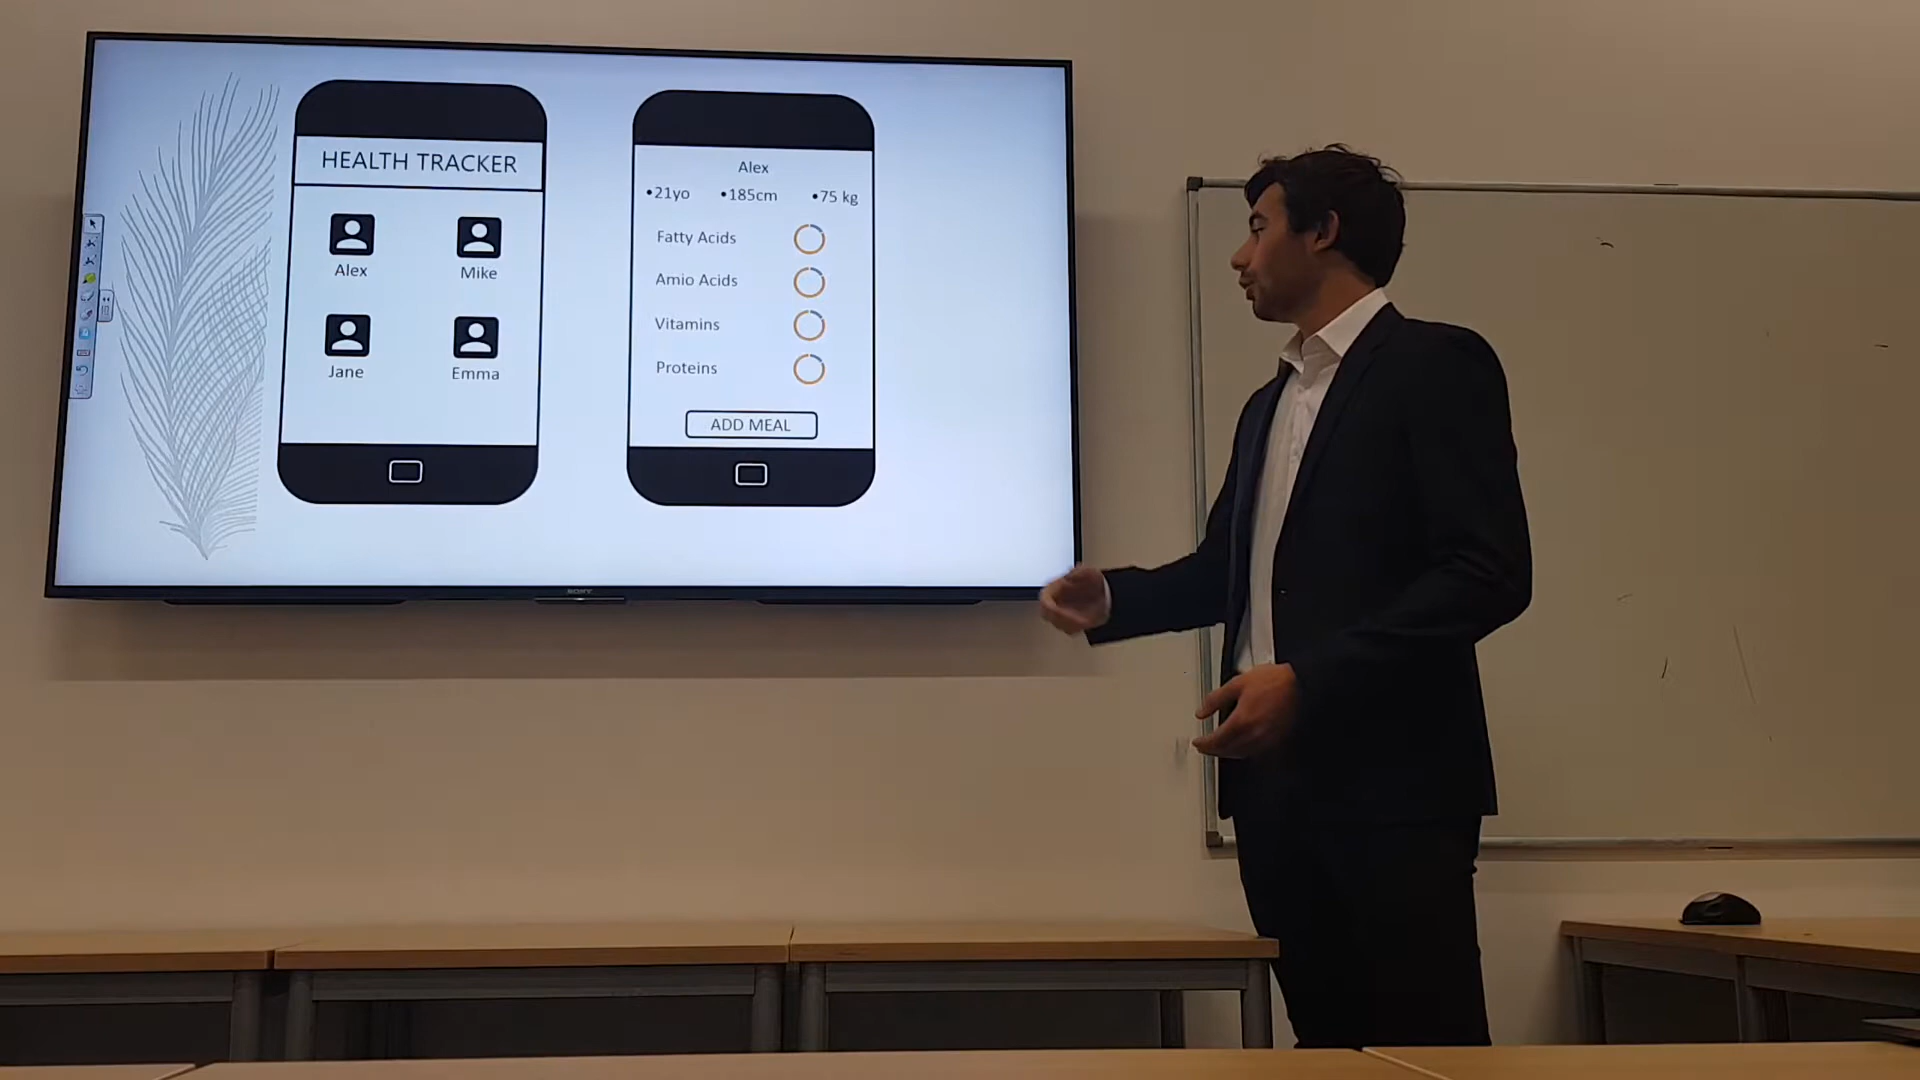 HEALTH TRACKER
Alex
Mike
Jane
Emma
Alex
•21yo •185cm •75 kg
Fatty Acids
Amio Acids
Vitamins
Proteins
ADD MEAL
SONY